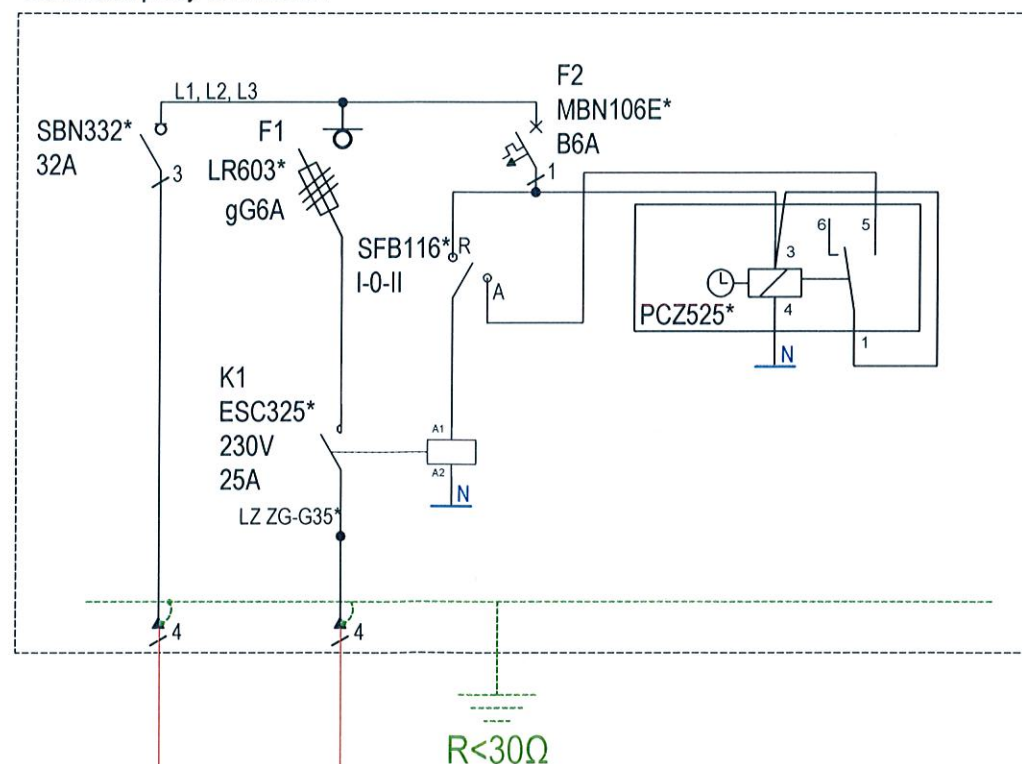 L1, L2, L3
SBN332*
32A
3
F1
LR603*
gG6A
F2
MBN106E*
B6A
1
SFB116*
I-0-II
R
A
6
5
3
4
1
PCZ525*
N
K1
ESC325*
230V
25A
A1
A2
N
LZ ZG-G35*
4
4
R<30Ω